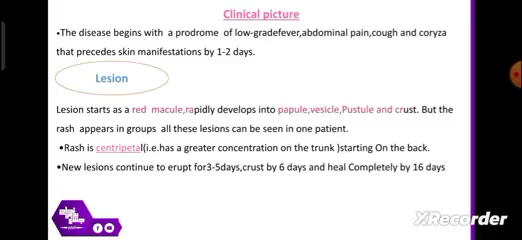 Clinical picture
•The disease begins with a prodrome of low-gradefever,abdominal pain,cough and coryza
that precedes skin manifestations by 1-2 days.
Lesion
Lesion starts as a red macule,rapidly develops into papule,vesicle,Pustule and crust. But the
rash appears in groups all these lesions can be seen in one patient.
•Rash is centripetal(i.e.has a greater concentration on the trunk )starting On the back.
•New lesions continue to erupt for3-5days,crust by 6 days and heal Completely by 16 days
XRecorder